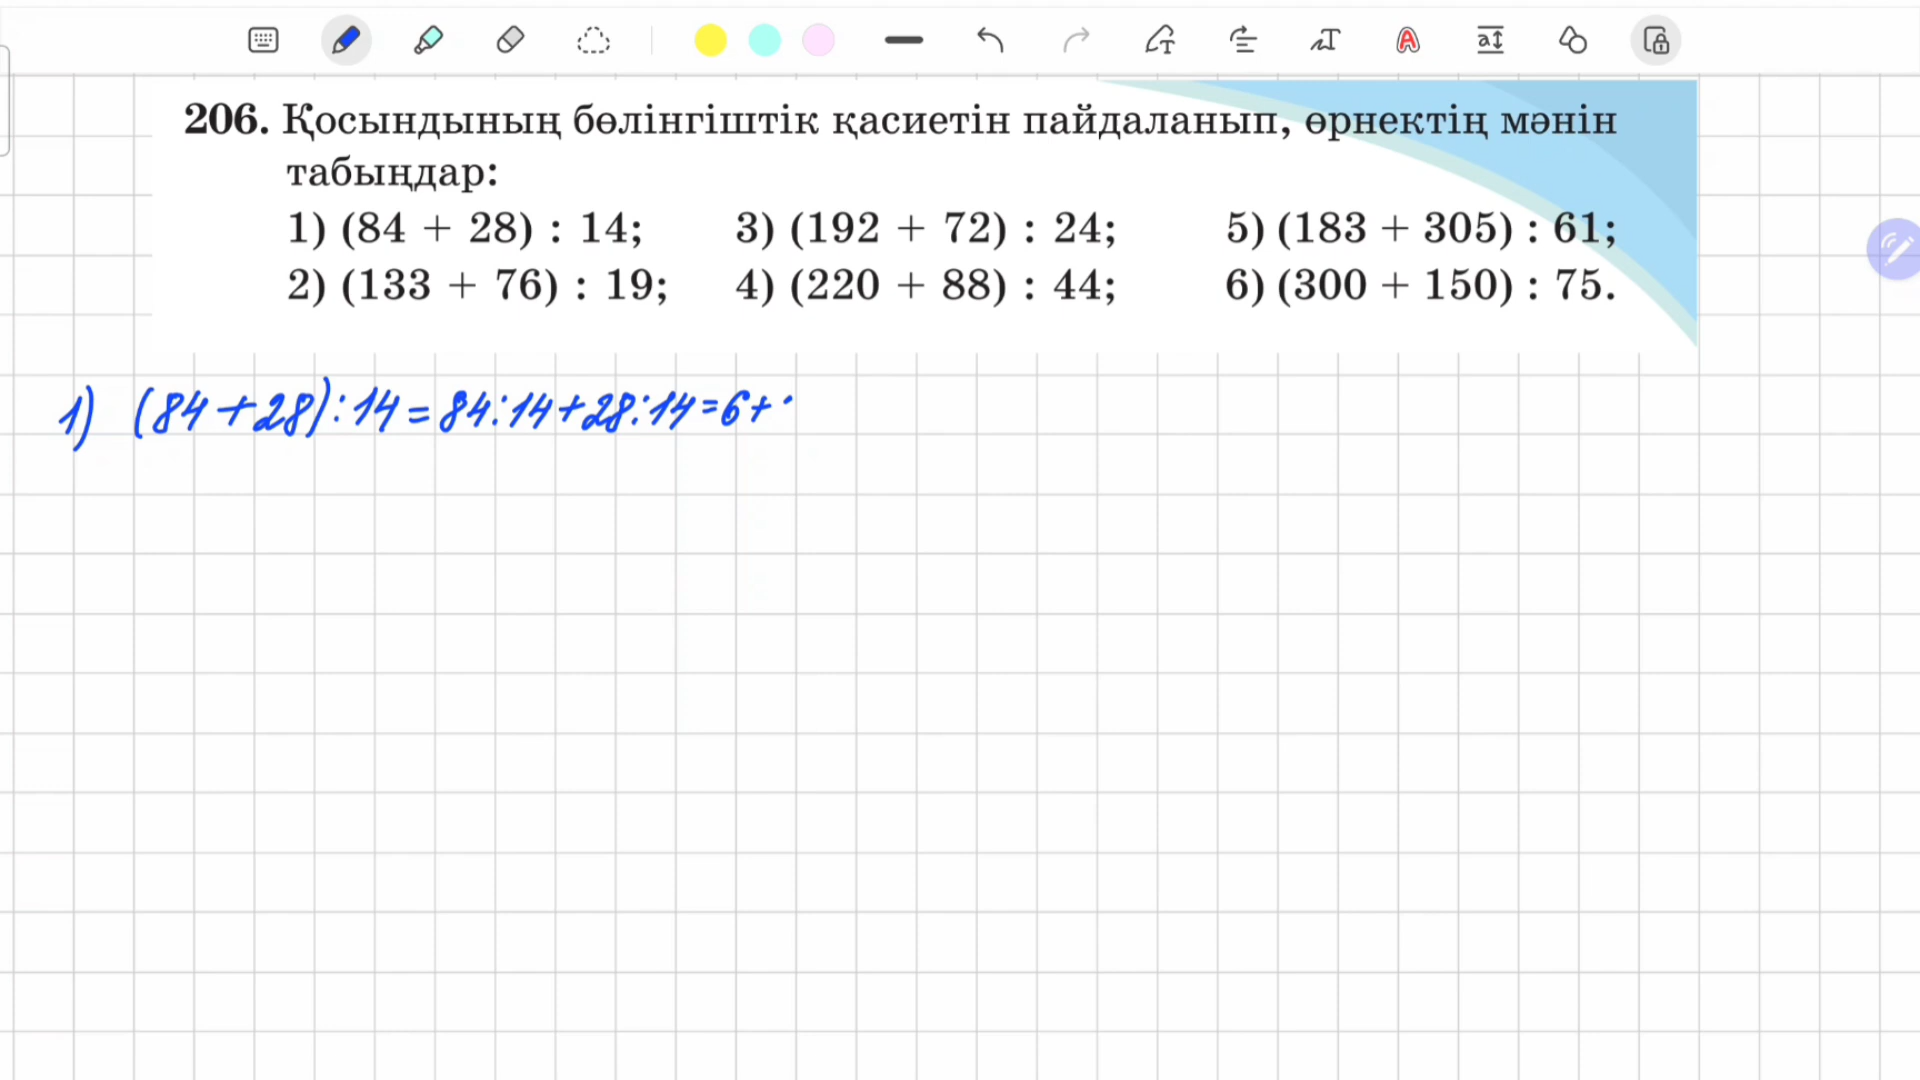 206. Қосындының бөлінгіштік қасиетін пайдаланып, өрнектің мәнін
табыңдар:
1) (84 + 28) : 14; 3) (192 + 72) : 24; 5) (183 + 305) : 61;
2) (133 + 76) : 19; 4) (220 + 88) : 44; 6) (300 + 150) : 75.
1) (84+28):14=84:14+28:14=6+